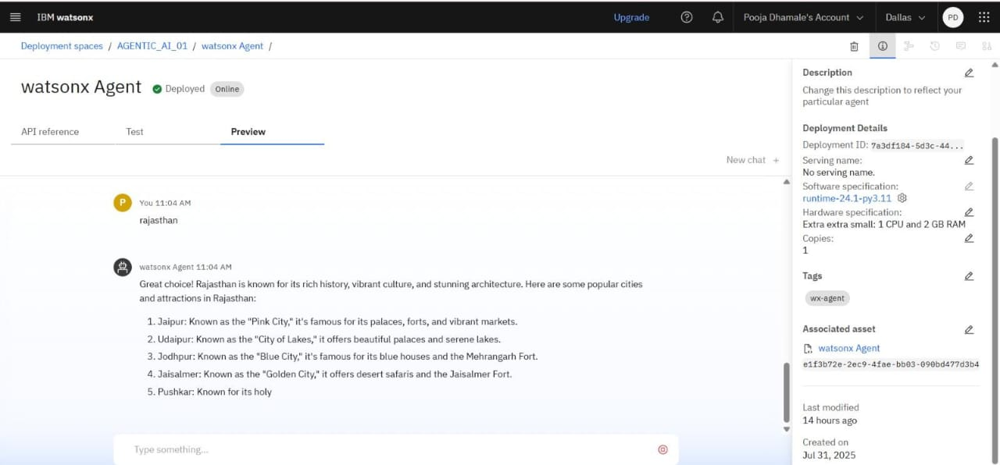 IBM watsonx
Upgrade
Pooja Dhamale's Account
Dallas
PD
Deployment spaces / AGENTIC_AI_01 / watsonx Agent /
watsonx Agent
Deployed
Online
API reference
Test
Preview
New chat +
P
You 11:04 AM
rajasthan
watsonx Agent 11:04 AM
Great choice! Rajasthan is known for its rich history, vibrant culture, and stunning architecture. Here are some popular cities
and attractions in Rajasthan:
1. Jaipur: Known as the "Pink City," it's famous for its palaces, forts, and vibrant markets.
2. Udaipur: Known as the "City of Lakes," it offers beautiful palaces and serene lakes.
3. Jodhpur: Known as the "Blue City," it's famous for its blue houses and the Mehrangarh Fort.
4. Jaisalmer: Known as the "Golden City," it offers desert safaris and the Jaisalmer Fort.
5. Pushkar: Known for its holy
Type something...
Description
Change this description to reflect your
particular agent
Deployment Details
Deployment ID: 7a3df184-5d3c-44...
Serving name:
No serving name.
Software specification:
runtime-24.1-py3.11
Hardware specification:
Extra extra small: 1 CPU and 2 GB RAM
Copies:
1
Tags
wx-agent
Associated asset
watsonx Agent
e1f3b72e-2ec9-4fae-bb03-090bd477d3b4
Last modified
14 hours ago
Created on
Jul 31, 2025